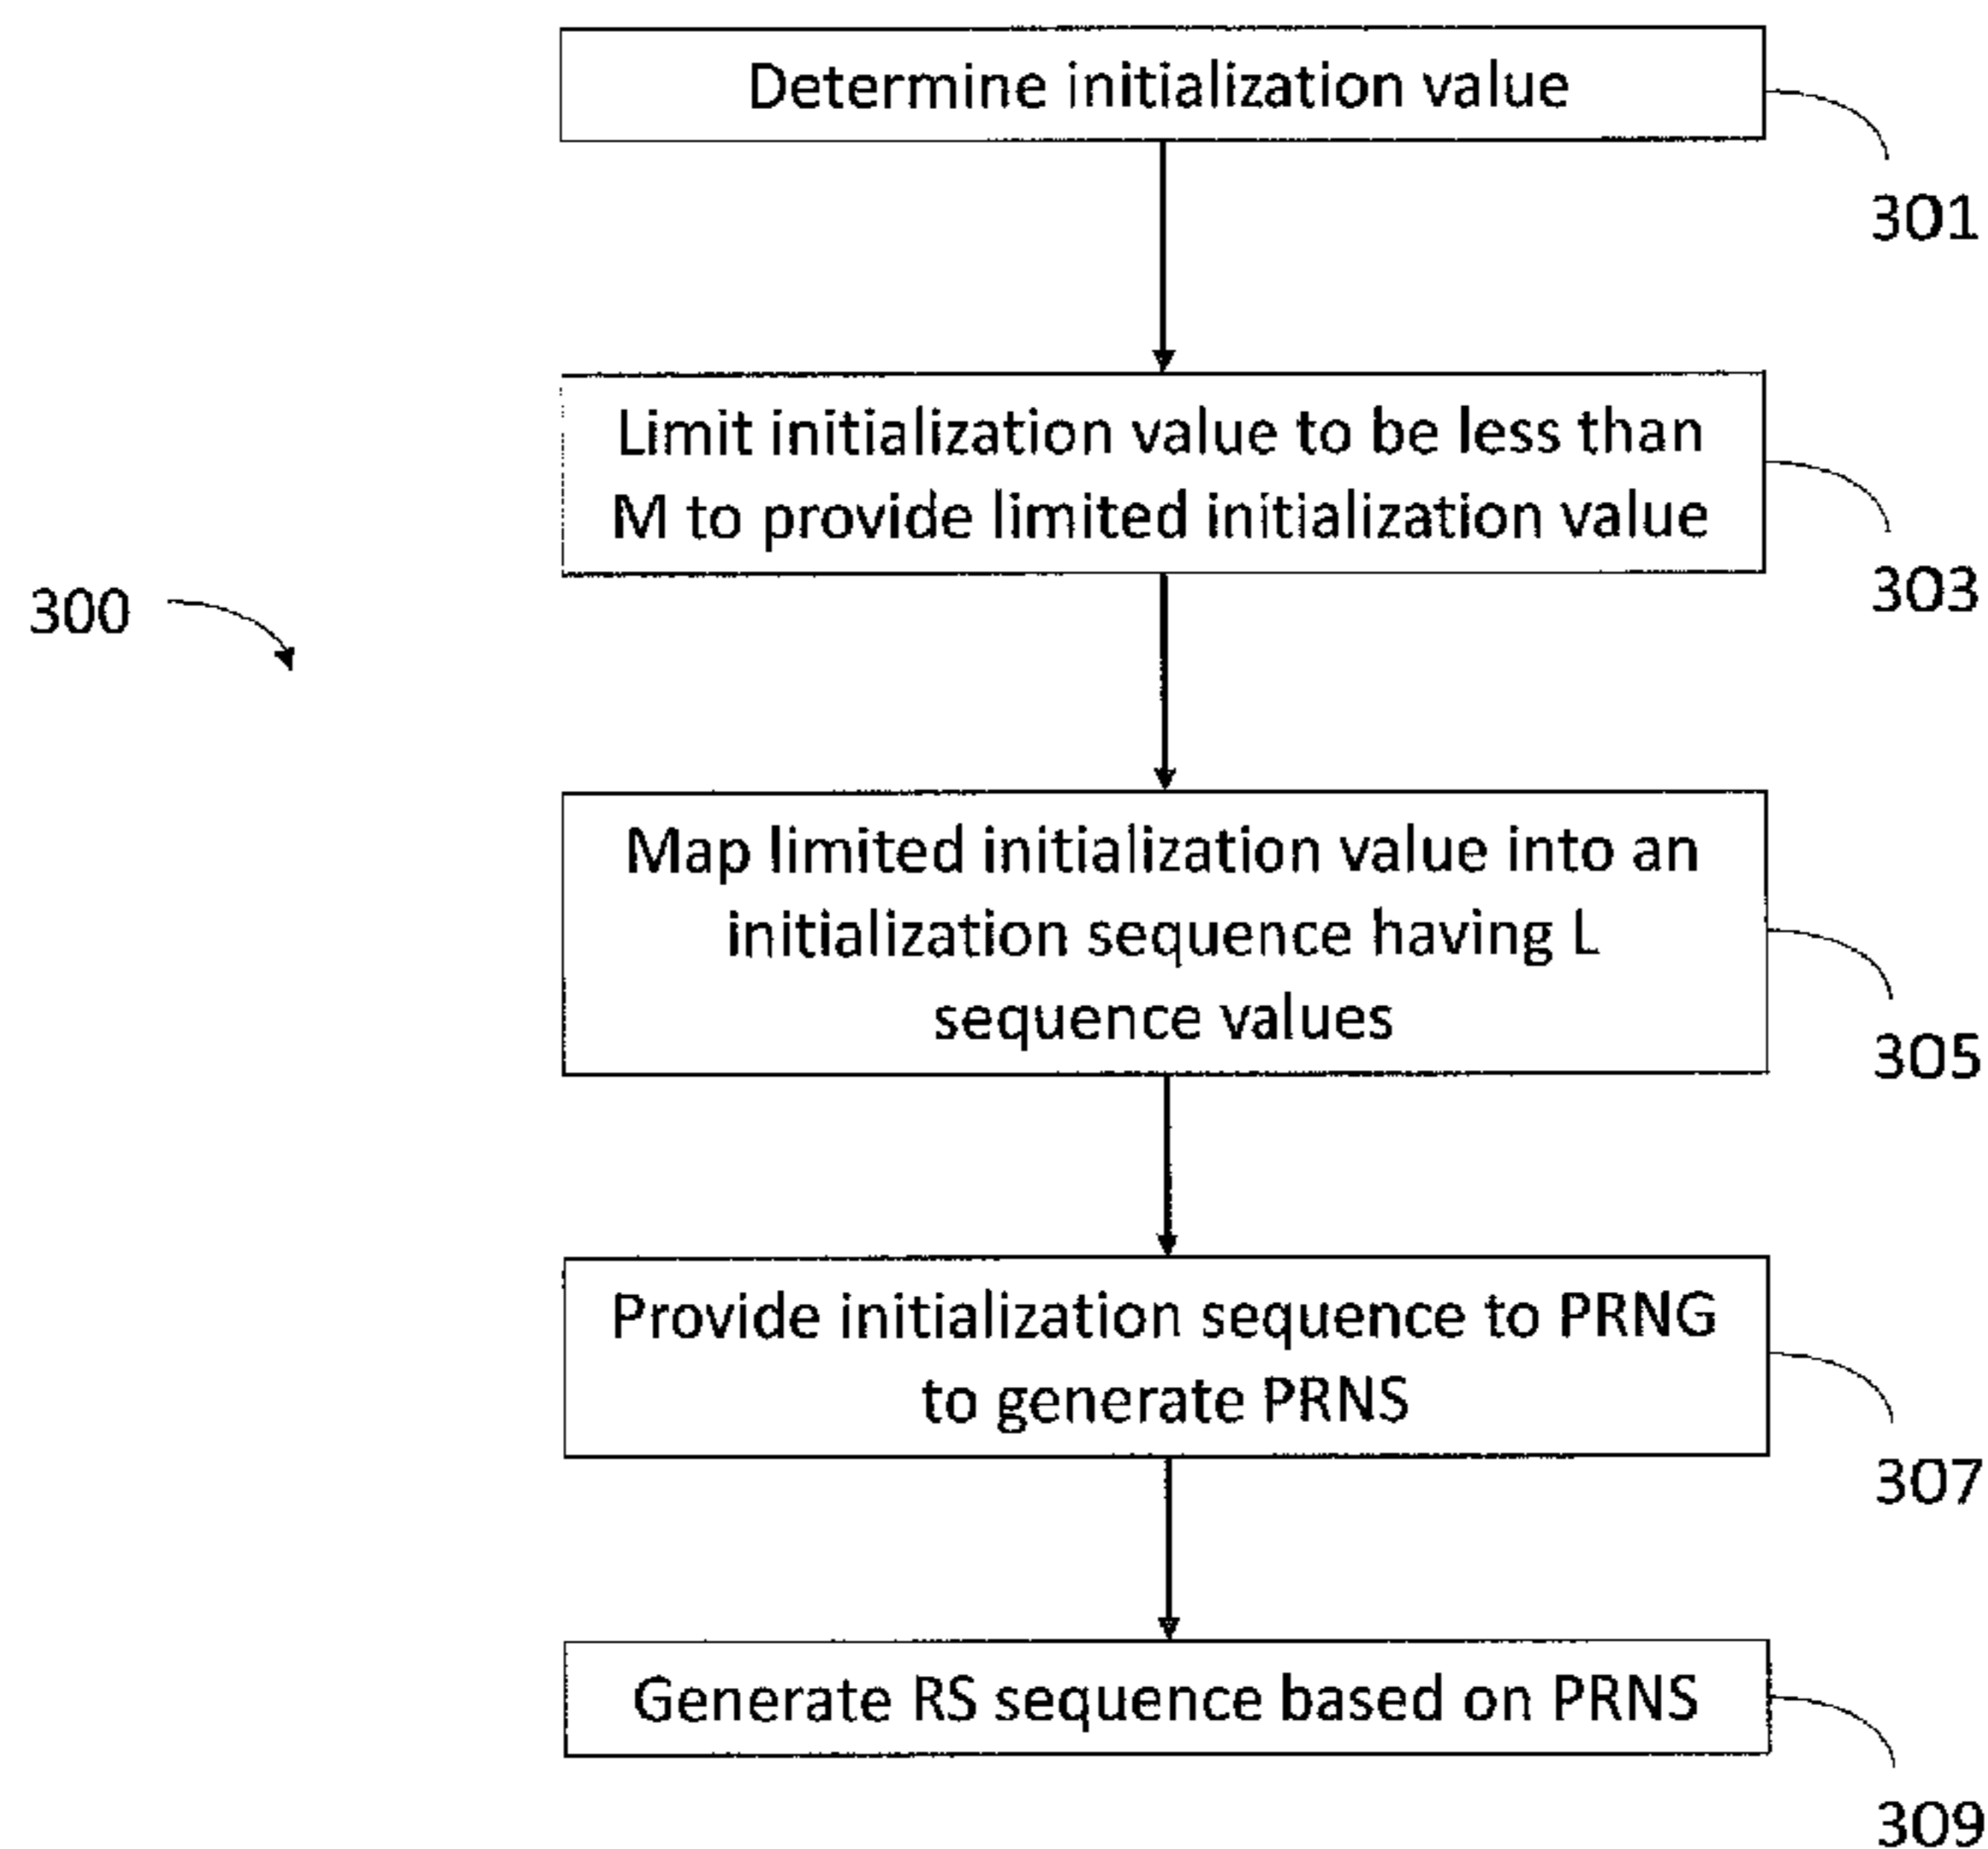 Determine initialization value
301
Limit initialization value to be less than
M to provide limited initialization value
303
300
Map limited initialization value into an
initialization sequence having L
sequence values
305
Provide initialization sequence to PRNG
to generate PRNS
307
Generate RS sequence based on PRNS
309